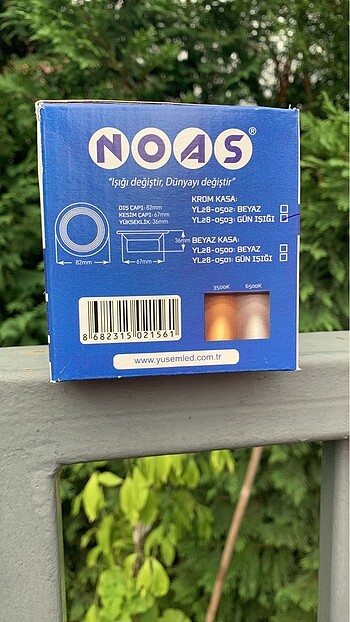 NOAS®
"Işığı değiştir, Dünyayı değiştir"
KROM KASA:
YL28-0502: BEYAZ
YL28-0503: GÜN IŞIĞI
DIS ÇAPI: 82mm
KESİM ÇAPI: 67mm
YÜKSEKLİK: 36mm
36mm
82mm
67mm
BEYAZ KASA:
YL28-0500: BEYAZ
YL28-0501: GÜN IŞIĞI
3500K
6500K
8 682315 021561
www.yusemled.com.tr